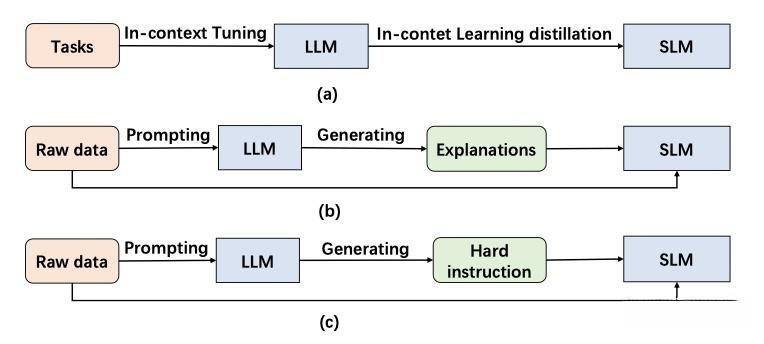 Tasks In-context Tuning LLM In-contet Learning distillation SLM
(a)
Raw data Prompting LLM Generating Explanations SLM
(b)
Raw data Prompting LLM Generating Hard
instruction SLM
(c)